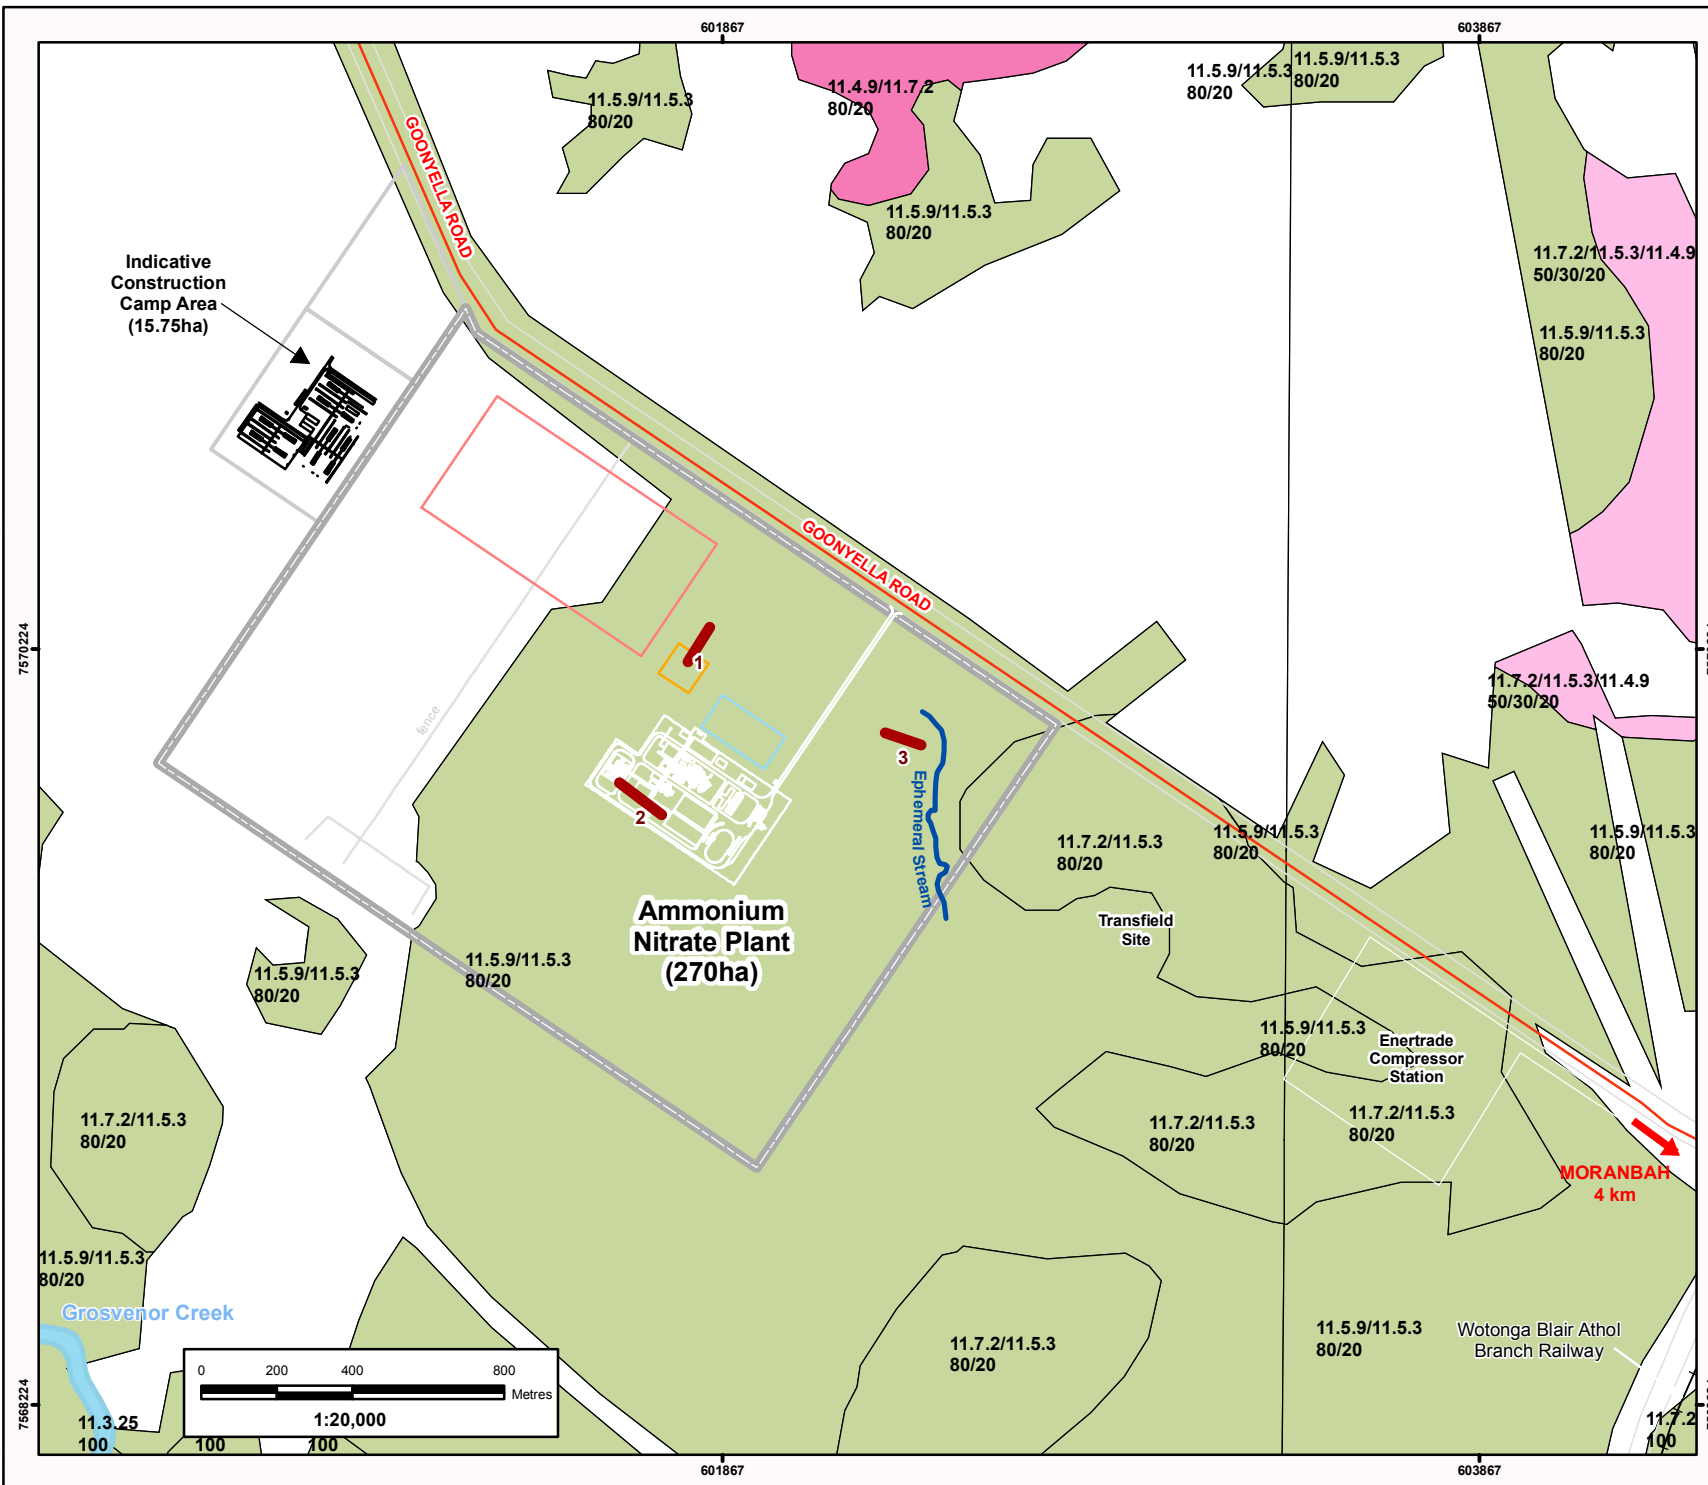 601867
603867
11.5.9/11.5.3
80/20
11.4.9/11.7.2
80/20
11.5.9/11.5.3
80/20
11.5.9/11.5.3
80/20
GOONYELLA ROAD
11.5.9/11.5.3
80/20
11.7.2/11.5.3/11.4.9
50/30/20
11.5.9/11.5.3
80/20
Indicative
Construction
Camp Area
(15.75ha)
GOONYELLA ROAD
7570224
1
11.7.2/11.5.3/11.4.9
50/30/20
fence
3
2
Ephemeral Stream
11.7.2/11.5.3
80/20
11.5.9/11.5.3
80/20
11.5.9/11.5.3
80/20
Ammonium
Nitrate Plant
(270ha)
Transfield
Site
11.5.9/11.5.3
80/20
11.5.9/11.5.3
80/20
11.5.9/11.5.3
80/20
Enertrade
Compressor
Station
11.7.2/11.5.3
80/20
11.7.2/11.5.3
80/20
11.7.2/11.5.3
80/20
MORANBAH
4 km
11.5.9/11.5.3
80/20
Grosvenor Creek
11.7.2/11.5.3
80/20
11.5.9/11.5.3
80/20
Wotonga Blair Athol
Branch Railway
0 200 400 800
Metres
1:20,000
7568224
11.3.25
100
100
100
11.7.2
100
601867
603867